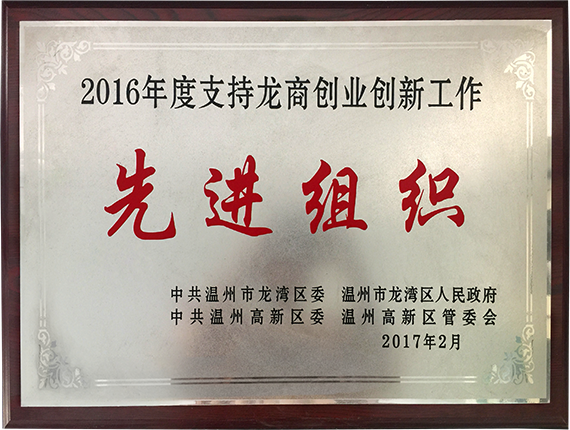 2016年度支持龙商创业创新工作
先进组织
中共温州市龙湾区委 温州市龙湾区人民政府
中共温州高新区委 温州高新区管委会
2017年2月